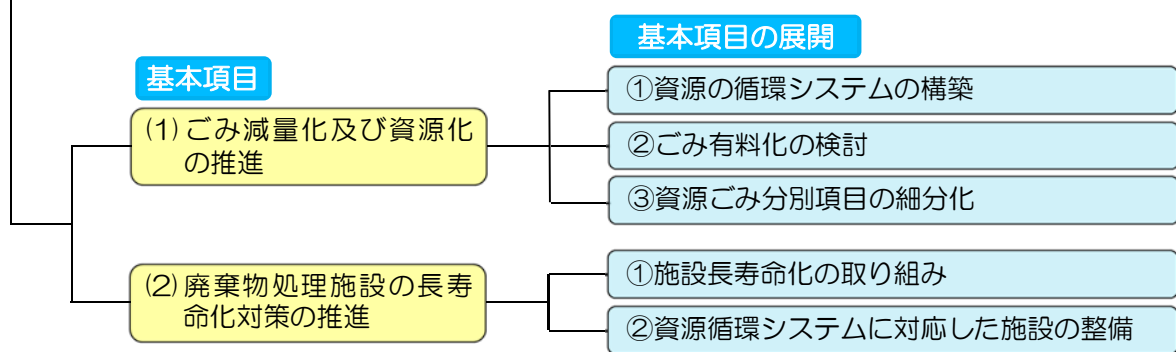 基本項目の展開
基本項目
(1)ごみ減量化及び資源化
の推進
①資源の循環システムの構築
②ごみ有料化の検討
③資源ごみ分別項目の細分化
(2)廃棄物処理施設の長寿
命化対策の推進
①施設長寿命化の取り組み
②資源循環システムに対応した施設の整備